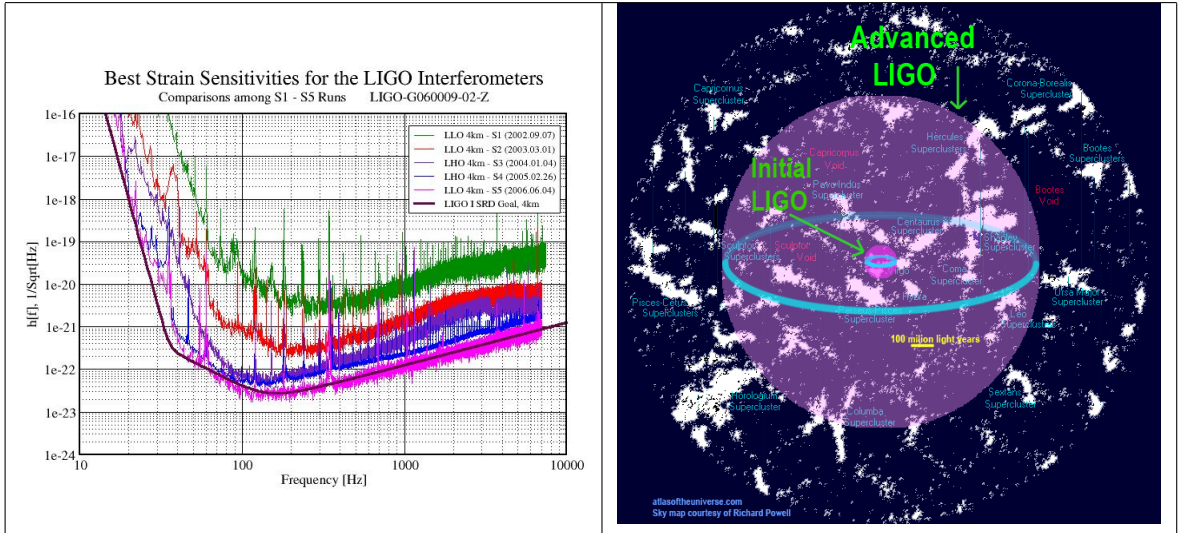 Best Strain Sensitivities for the LIGO Interferometers
Comparisons among S1 - S5 Runs LIGO-G060009-02-Z
h[f], 1/Sqrt[Hz]
1e-16
1e-17
1e-18
1e-19
1e-20
1e-21
1e-22
1e-23
1e-24
LLO 4km - S1 (2002.09.07)
LLO 4km - S2 (2003.03.01)
LHO 4km - S3 (2004.01.04)
LHO 4km - S4 (2005.02.26)
LLO 4km - S5 (2006.06.04)
LIGO I SRD Goal, 4km
10
100
1000
10000
Frequency [Hz]
Advanced
LIGO
Capricornus
Supercluster
Corona-Borealis
Supercluster
Hercules
Superclusters
Bootes
Superclusters
Capricornus
Void
Initial
LIGO
Pavo-Indus
Supercluster
Bootes
Void
Centaurus
Sculptor
Superclusters
Sculptor
Void
Supercluster
Coma
Supercluster
Hydra
Pisces-Cetus
Superclusters
Ursa Major
Supercluster
Leo
Superclusters
100 million light years
Horologium
Supercluster
Sextans
Supercluster
Columba
Supercluster
atlasoftheuniverse.com
Sky map courtesy of Richard Powell